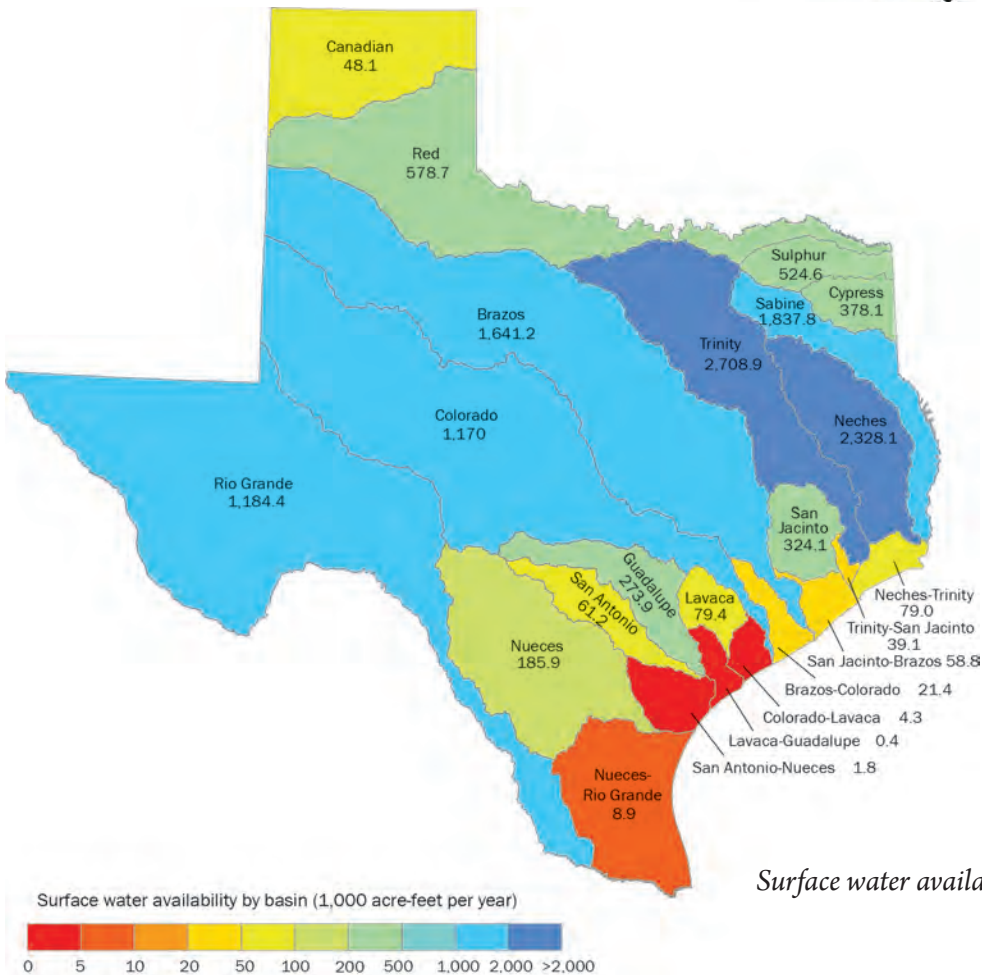 Canadian
48.1
Red
578.7
Sulphur
524.6
Cypress
378.1
Sabine
1,837.8
Brazos
1,641.2
Trinity
2,708.9
Neches
2,328.1
Colorado
1,170
Rio Grande
1,184.4
San
Jacinto
324.1
Guadalupe
273.9
San Antonio
61.2
Lavaca
79.4
Nueces
185.9
Neches-Trinity
79.0
Trinity-San Jacinto
39.1
San Jacinto-Brazos 58.8
Brazos-Colorado 21.4
Colorado-Lavaca 4.3
Lavaca-Guadalupe 0.4
San Antonio-Nueces 1.8
Nueces-
Rio Grande
8.9
Surface water availa
Surface water availability by basin (1,000 acre-feet per year)
0 5 10 20 50 100 200 500 1,000 2,000 >2,000